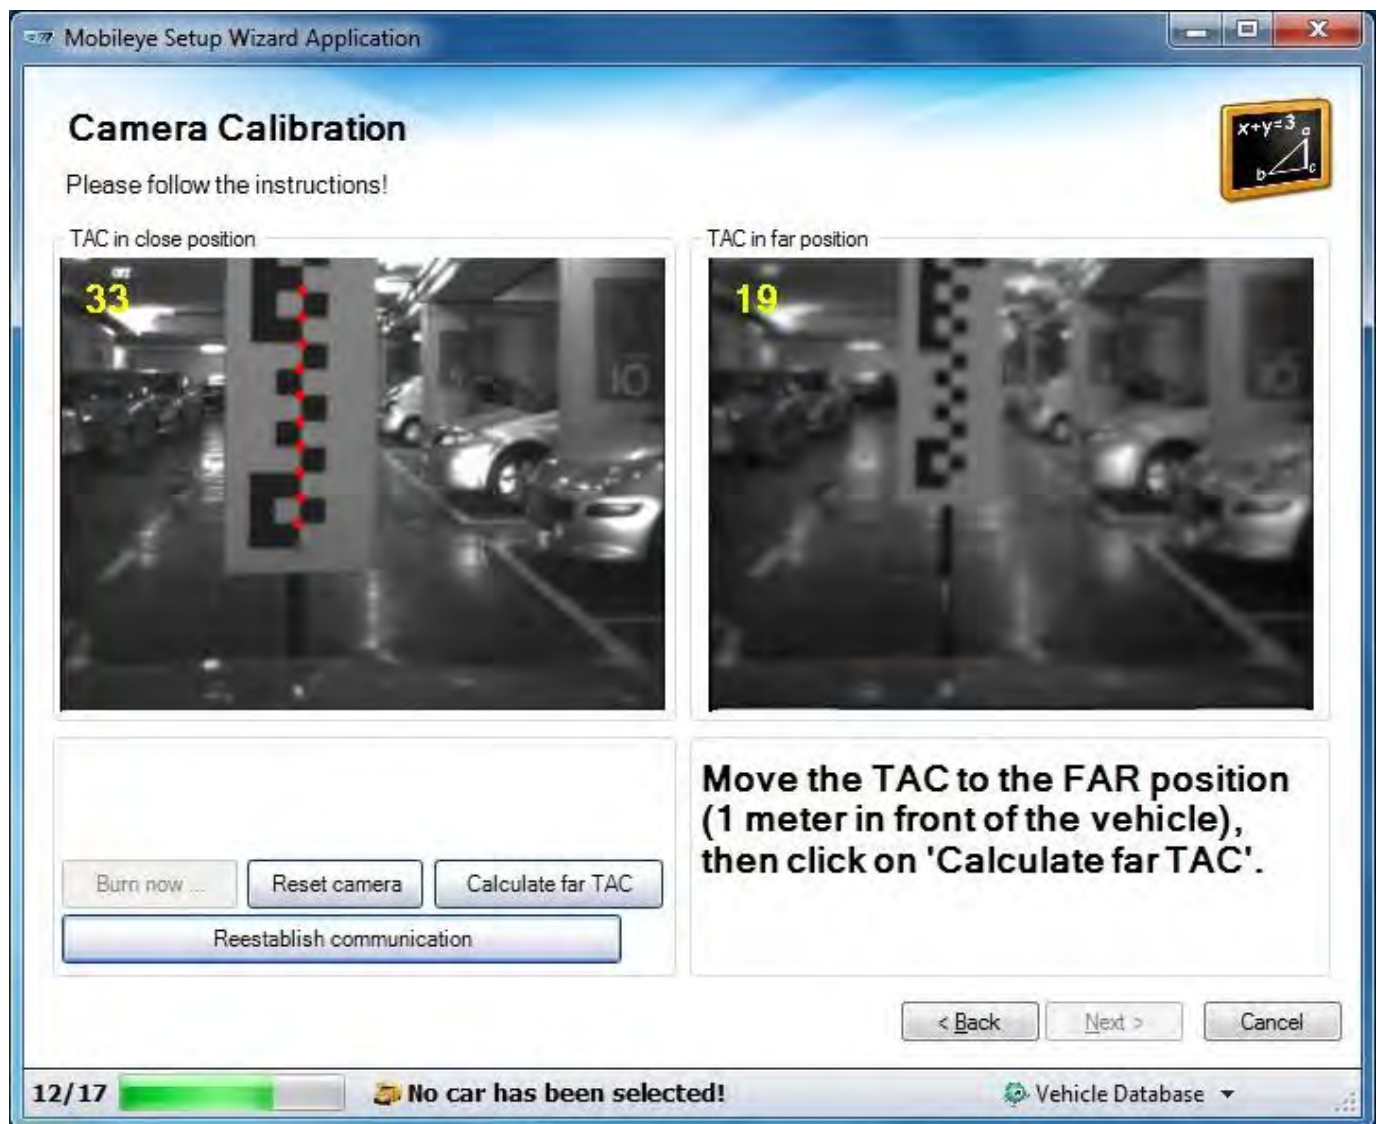 Mobileye Setup Wizard Application
Camera Calibration
x+y=3
a
b
c
Please follow the instructions!
TAC in close position
TAC in far position
33
19
10
Move the TAC to the FAR position
(1 meter in front of the vehicle),
then click on 'Calculate far TAC'.
Burn now ...
Reset camera
Calculate far TAC
Reestablish communication
< Back
Next >
Cancel
12/17
No car has been selected!
Vehicle Database